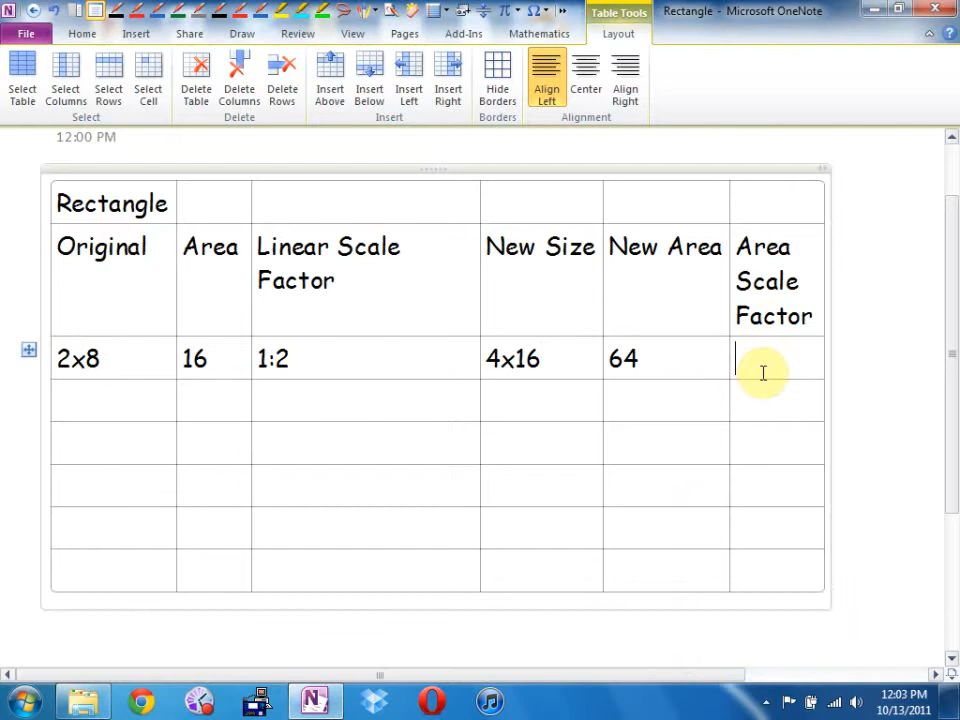 Table Tools
Rectangle - Microsoft OneNote
File
Home
Insert
Share
Draw
Review
View
Pages
Add-Ins
Mathematics
Layout
Select Table
Select Columns
Select Rows
Select Cell
Delete Table
Delete Columns
Delete Rows
Insert Above
Insert Below
Insert Left
Insert Right
Hide Borders
Align Left
Center
Align Right
Select
Delete
Insert
Borders
Alignment
12:00 PM
Rectangle
Original
Area
Linear Scale
Factor
New Size
New Area
Area
Scale
Factor
2x8
16
1:2
4x16
64
12:03 PM
10/13/2011